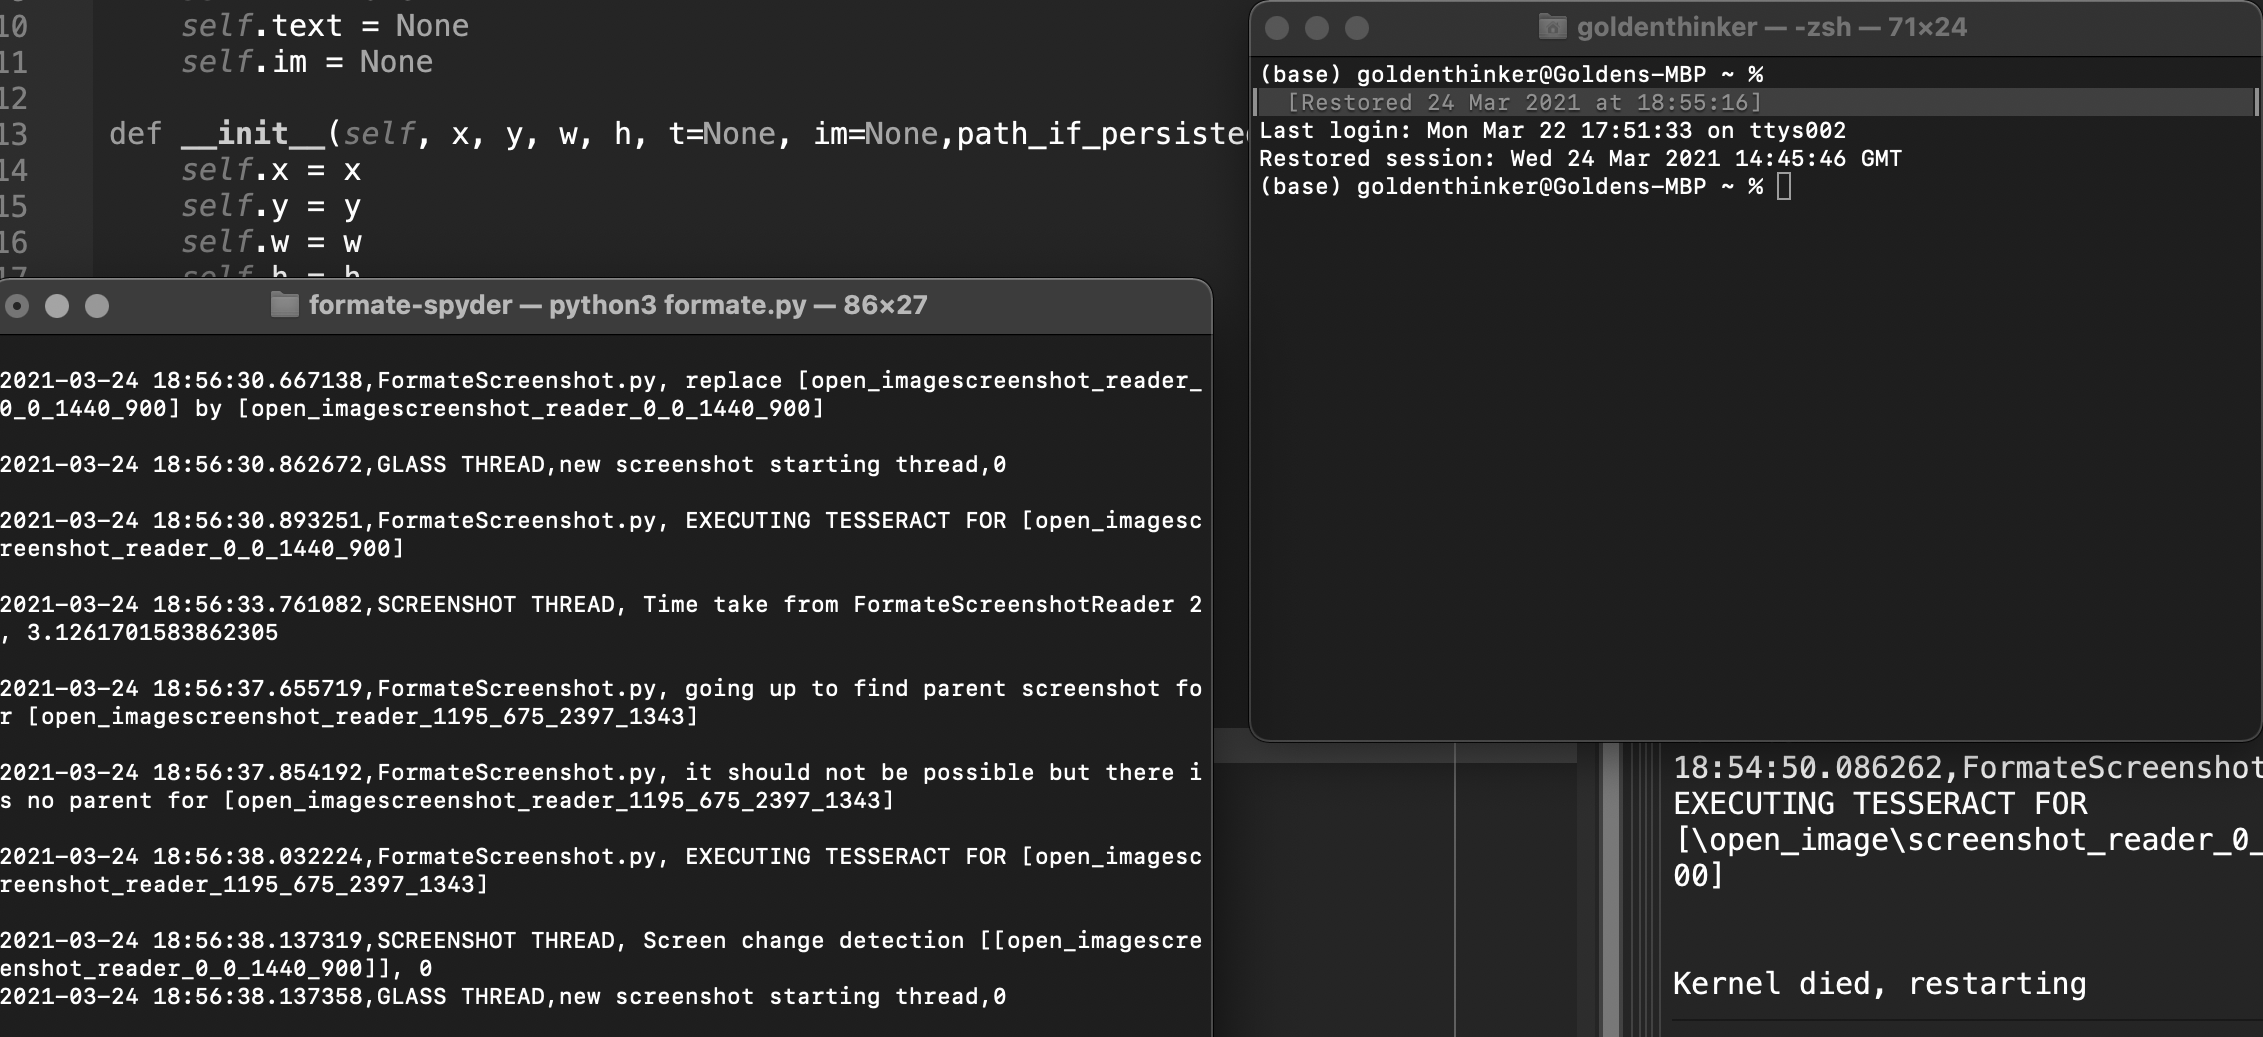 10 self.text = None
11 self.im = None
12
13 def __init__(self, x, y, w, h, t=None, im=None,path_if_persiste
14 self.x = x
15 self.y = y
16 self.w = w
17 self.h = h
formate-spyder — python3 formate.py — 86×27
2021-03-24 18:56:30.667138,FormateScreenshot.py, replace [open_imagescreenshot_reader_
0_0_1440_900] by [open_imagescreenshot_reader_0_0_1440_900]
2021-03-24 18:56:30.862672,GLASS THREAD,new screenshot starting thread,0
2021-03-24 18:56:30.893251,FormateScreenshot.py, EXECUTING TESSERACT FOR [open_imagesc
reenshot_reader_0_0_1440_900]
2021-03-24 18:56:33.761082,SCREENSHOT THREAD, Time take from FormateScreenshotReader 2
, 3.1261701583862305
2021-03-24 18:56:37.655719,FormateScreenshot.py, going up to find parent screenshot fo
r [open_imagescreenshot_reader_1195_675_2397_1343]
2021-03-24 18:56:37.854192,FormateScreenshot.py, it should not be possible but there i
s no parent for [open_imagescreenshot_reader_1195_675_2397_1343]
2021-03-24 18:56:38.032224,FormateScreenshot.py, EXECUTING TESSERACT FOR [open_imagesc
reenshot_reader_1195_675_2397_1343]
2021-03-24 18:56:38.137319,SCREENSHOT THREAD, Screen change detection [[open_imagescre
enshot_reader_0_0_1440_900]], 0
2021-03-24 18:56:38.137358,GLASS THREAD,new screenshot starting thread,0
goldenthinker — -zsh — 71×24
(base) goldenthinker@Goldens-MBP ~ %
[Restored 24 Mar 2021 at 18:55:16]
Last login: Mon Mar 22 17:51:33 on ttys002
Restored session: Wed 24 Mar 2021 14:45:46 GMT
(base) goldenthinker@Goldens-MBP ~ %
18:54:50.086262,FormateScreenshot
EXECUTING TESSERACT FOR
[\open_image\screenshot_reader_0_
00]
Kernel died, restarting